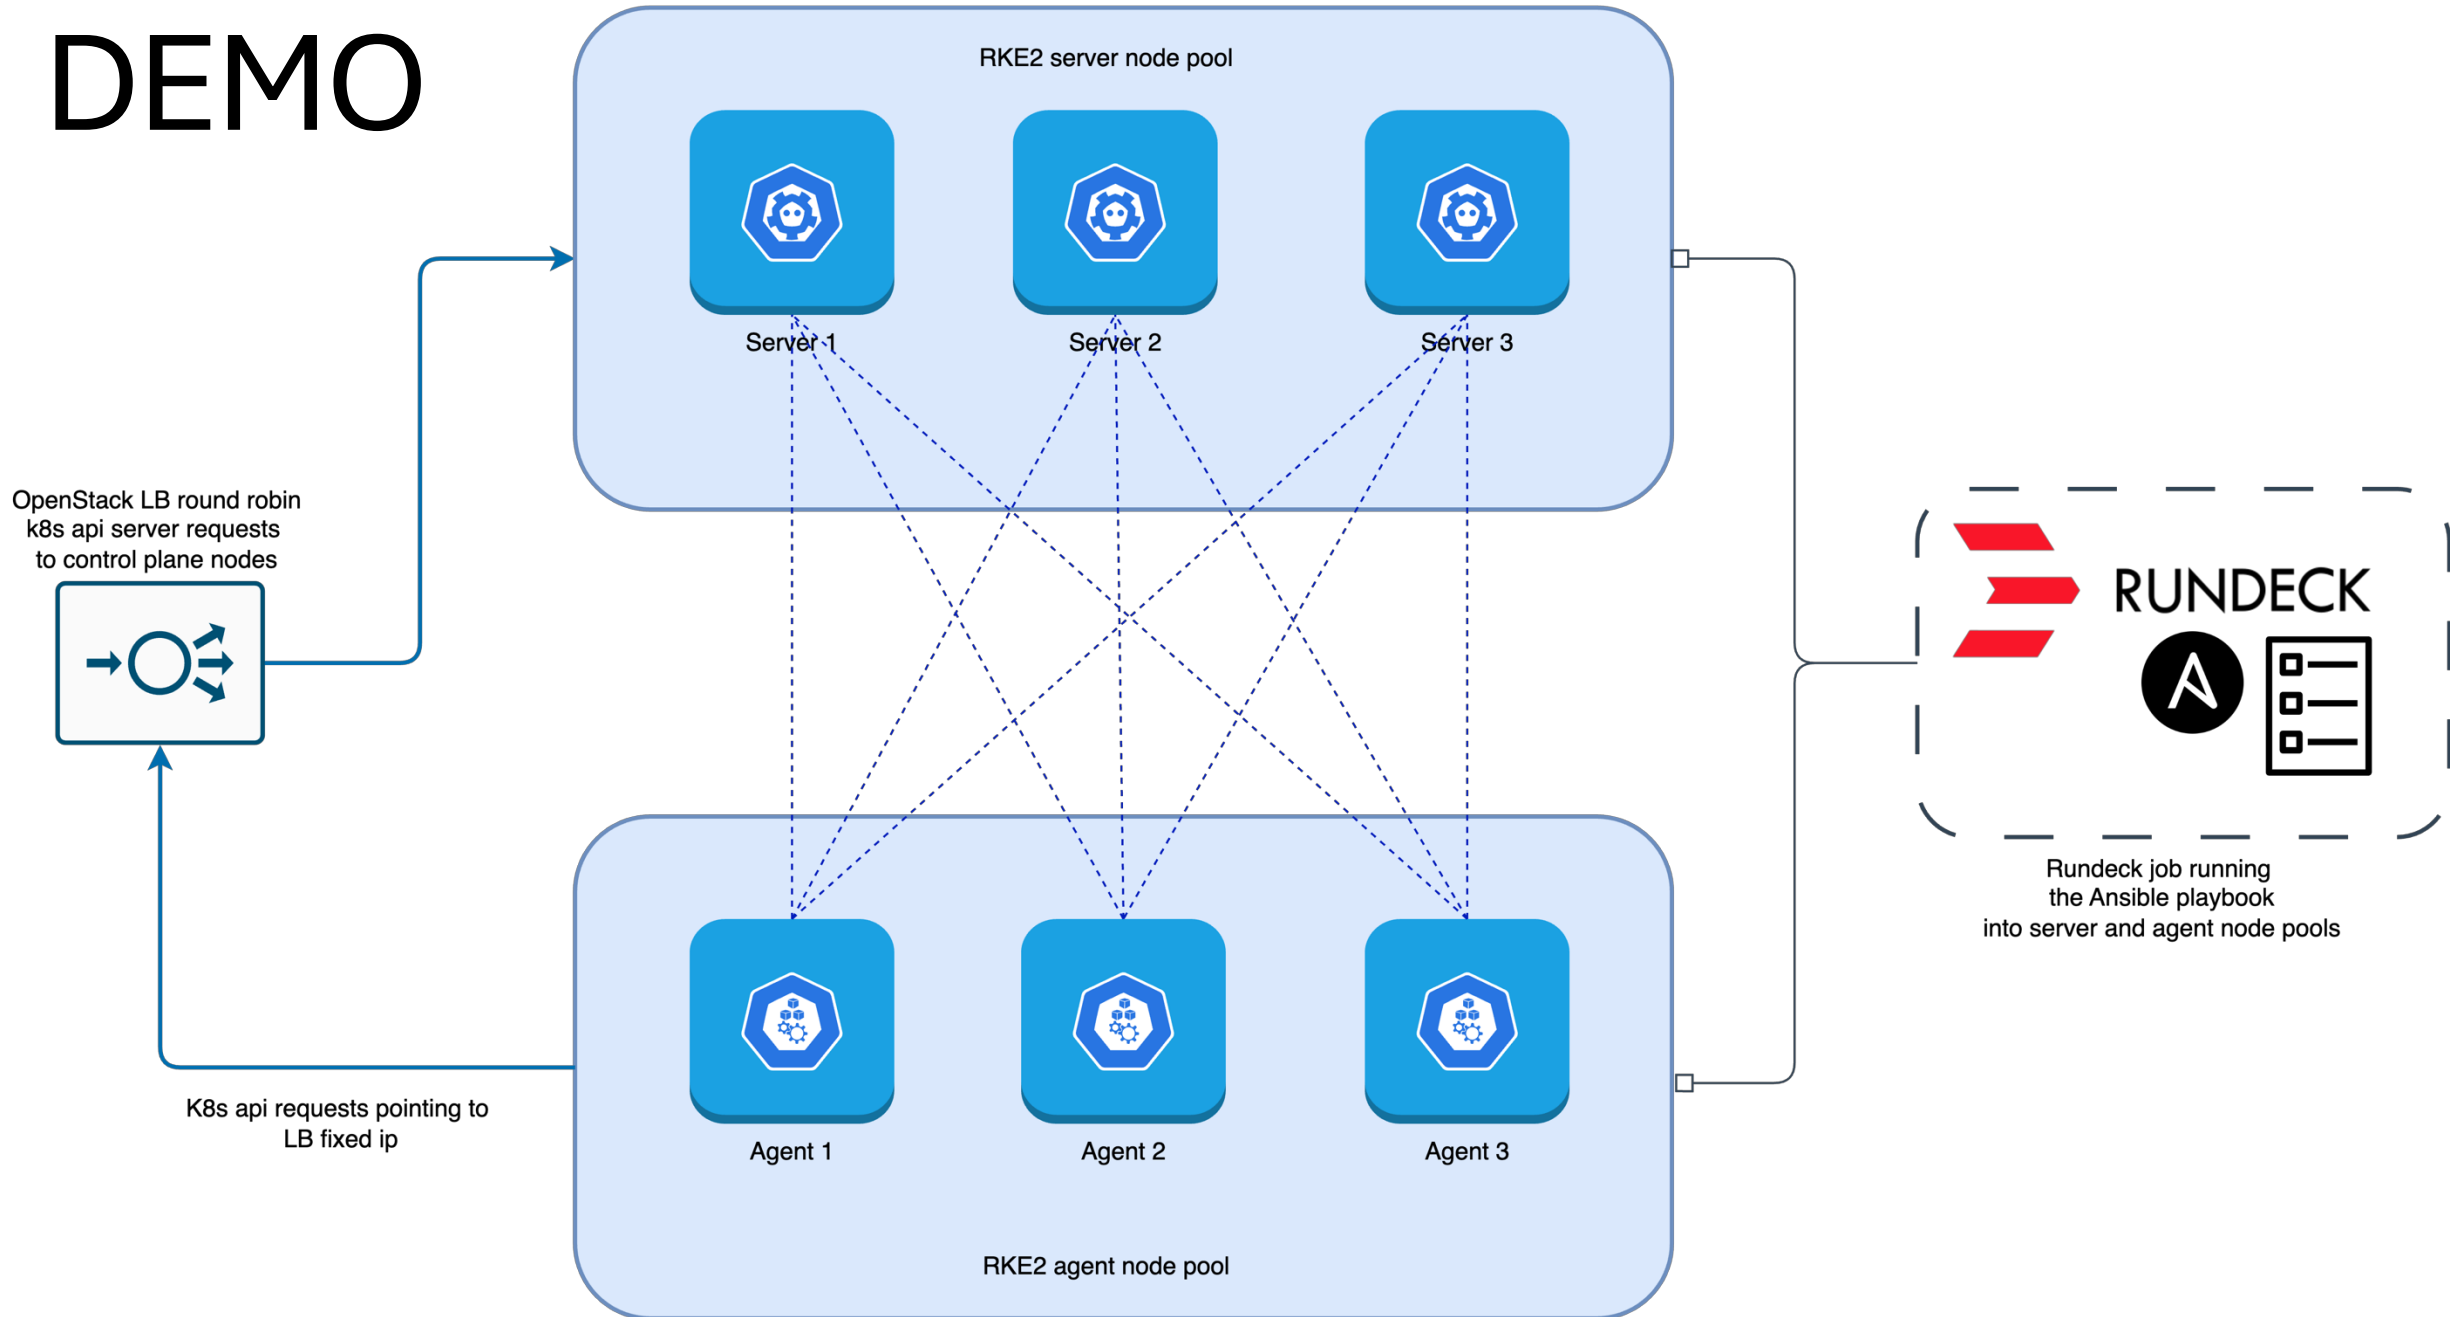 DEMO
RKE2 server node pool
Server 1
Server 2
Server 3
OpenStack LB round robin
k8s api server requests
to control plane nodes
RUNDECK
Rundeck job running
the Ansible playbook
into server and agent node pools
K8s api requests pointing to
LB fixed ip
Agent 1
Agent 2
Agent 3
RKE2 agent node pool